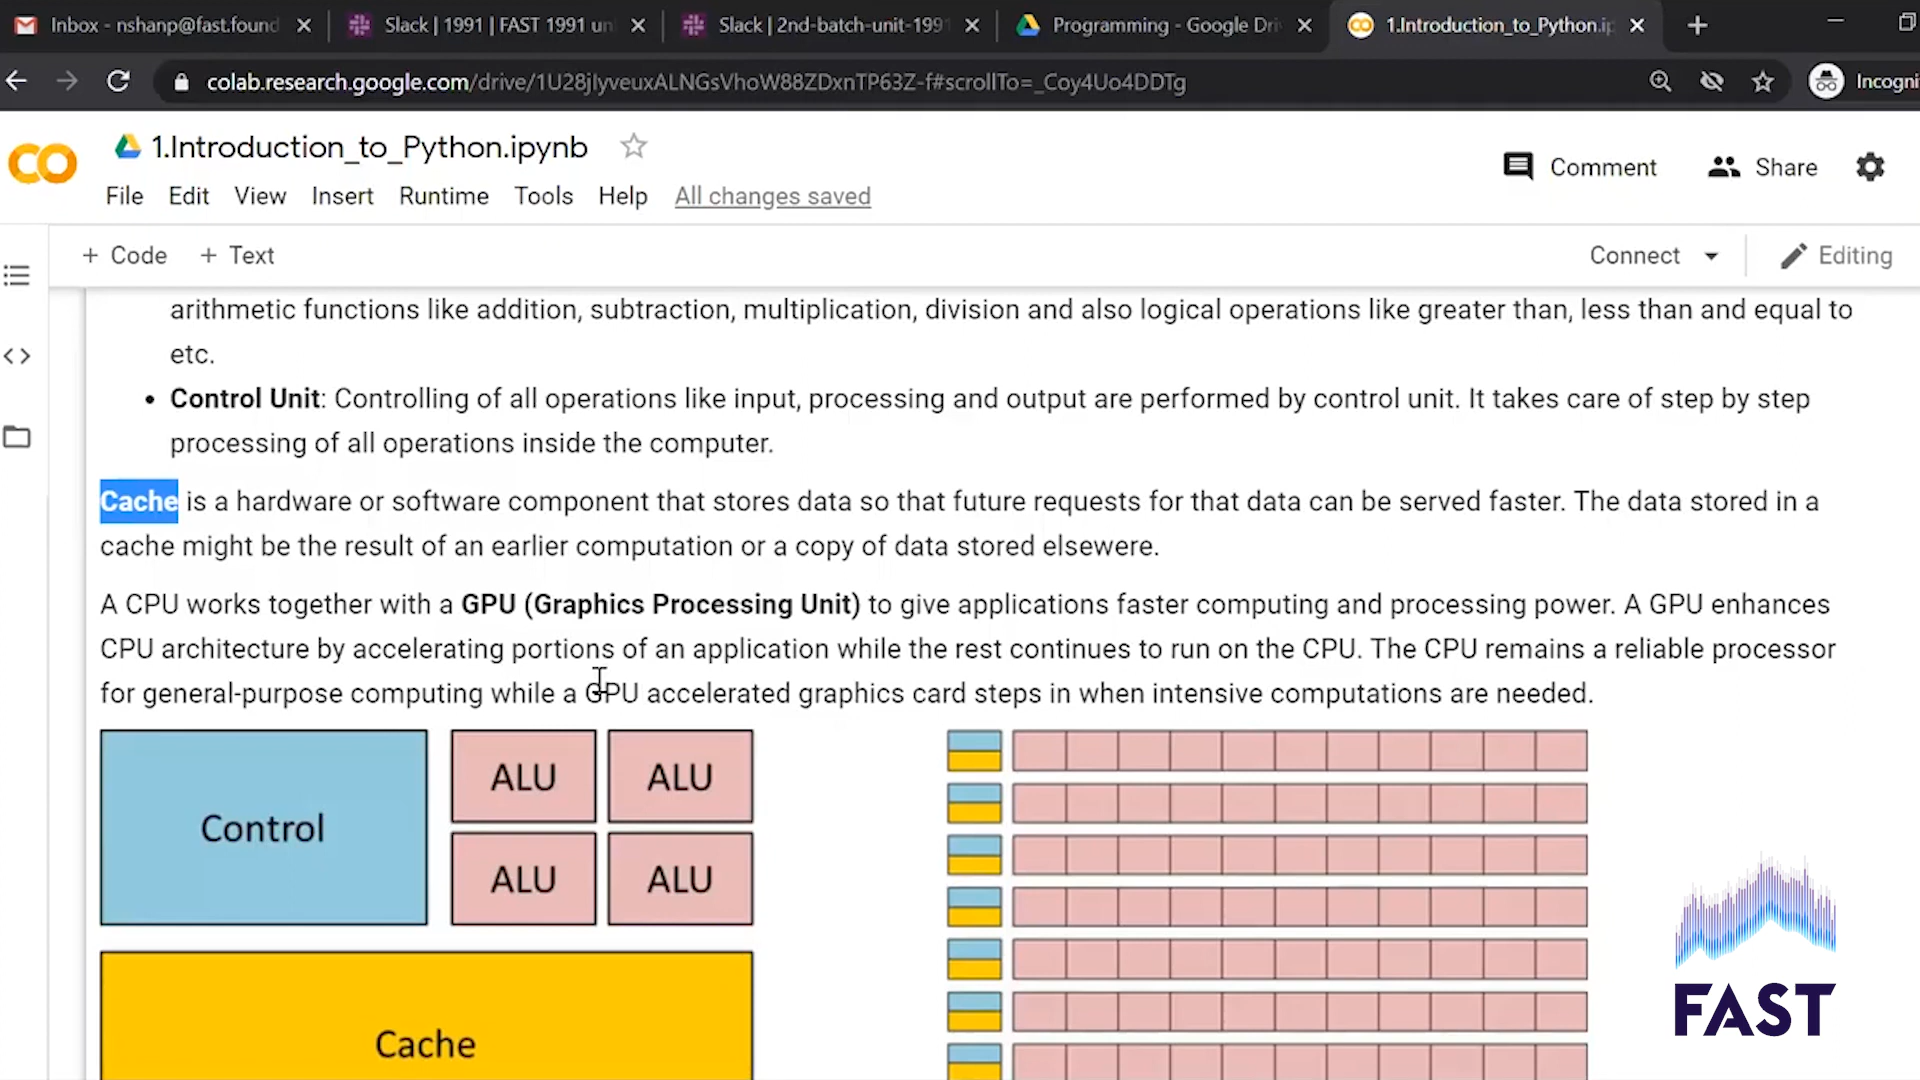 Inbox - nshanp@fast.found
Slack | 1991 | FAST 1991 un
Slack | 2nd-batch-unit-1991
Programming - Google Dri
1.Introduction_to_Python.ip
colab.research.google.com/drive/1U28jIyveuxALNGsVhoW88ZDxnTP63Z-f#scrollTo=_Coy4Uo4DDTg
Incogni
CO
1.Introduction_to_Python.ipynb
Comment
Share
File Edit View Insert Runtime Tools Help All changes saved
+ Code + Text
Connect
Editing
arithmetic functions like addition, subtraction, multiplication, division and also logical operations like greater than, less than and equal to
etc.
• Control Unit: Controlling of all operations like input, processing and output are performed by control unit. It takes care of step by step
processing of all operations inside the computer.
Cache is a hardware or software component that stores data so that future requests for that data can be served faster. The data stored in a
cache might be the result of an earlier computation or a copy of data stored elsewere.
A CPU works together with a GPU (Graphics Processing Unit) to give applications faster computing and processing power. A GPU enhances
CPU architecture by accelerating portions of an application while the rest continues to run on the CPU. The CPU remains a reliable processor
for general-purpose computing while a GPU accelerated graphics card steps in when intensive computations are needed.
Control
ALU ALU
ALU ALU
Cache
FAST